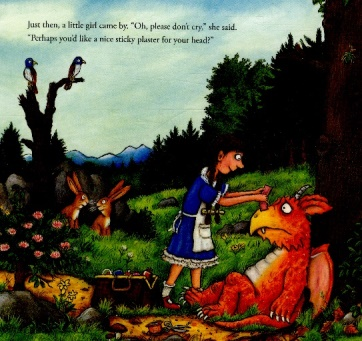 Just then, a little girl came by. "Oh, please don't cry," she said.
"Perhaps you'd like a nice sticky plaster for your head?"